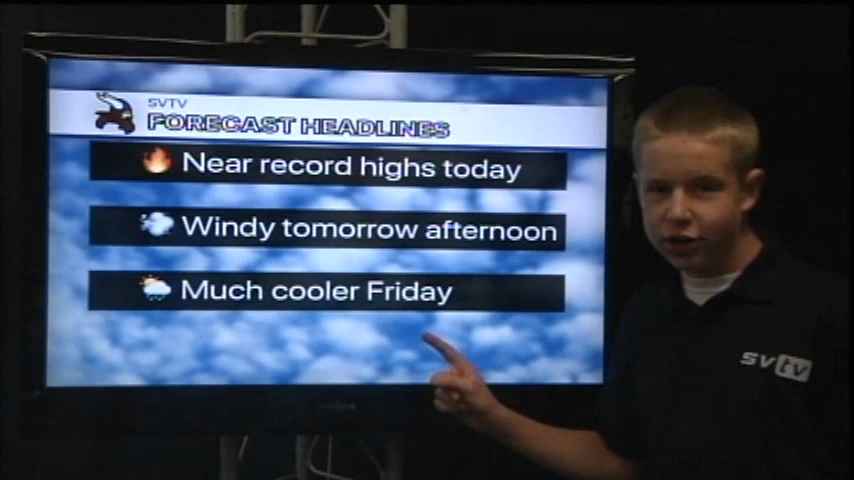 SVTV
FORECAST HEADLINES
Near record highs today
Windy tomorrow afternoon
Much cooler Friday
SVtv